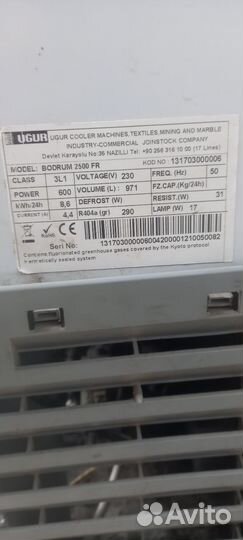 UGUR UGUR COOLER MACHINES, TEXTILES, MINING AND MARBLE
INDUSTRY-COMMERCIAL JOINSTOCK COMPANY
Devlet Karayolu No:36 NAZILLI Tel: +90 256 316 10 00 (17 Lines)
MODEL: BODRUM 2500 FR KOD NO : 131703000006
CLASS 3L1 VOLTAGE(V) 230 FREQ. (Hz) 50
POWER 600 VOLUME (L) 971 FZ.CAP.(Kg/24h)
kWh/24h 8,6 DEFROST (W) RESIST.(W) 31
CURRENT (A) 4,4 R404a (gr) 290 LAMP (W) 17
Seri No: 131703000006004200001210050082
Contains fluorinated greenhouse gases covered by the Kyoto protocol
Hermetically sealed system
Avito